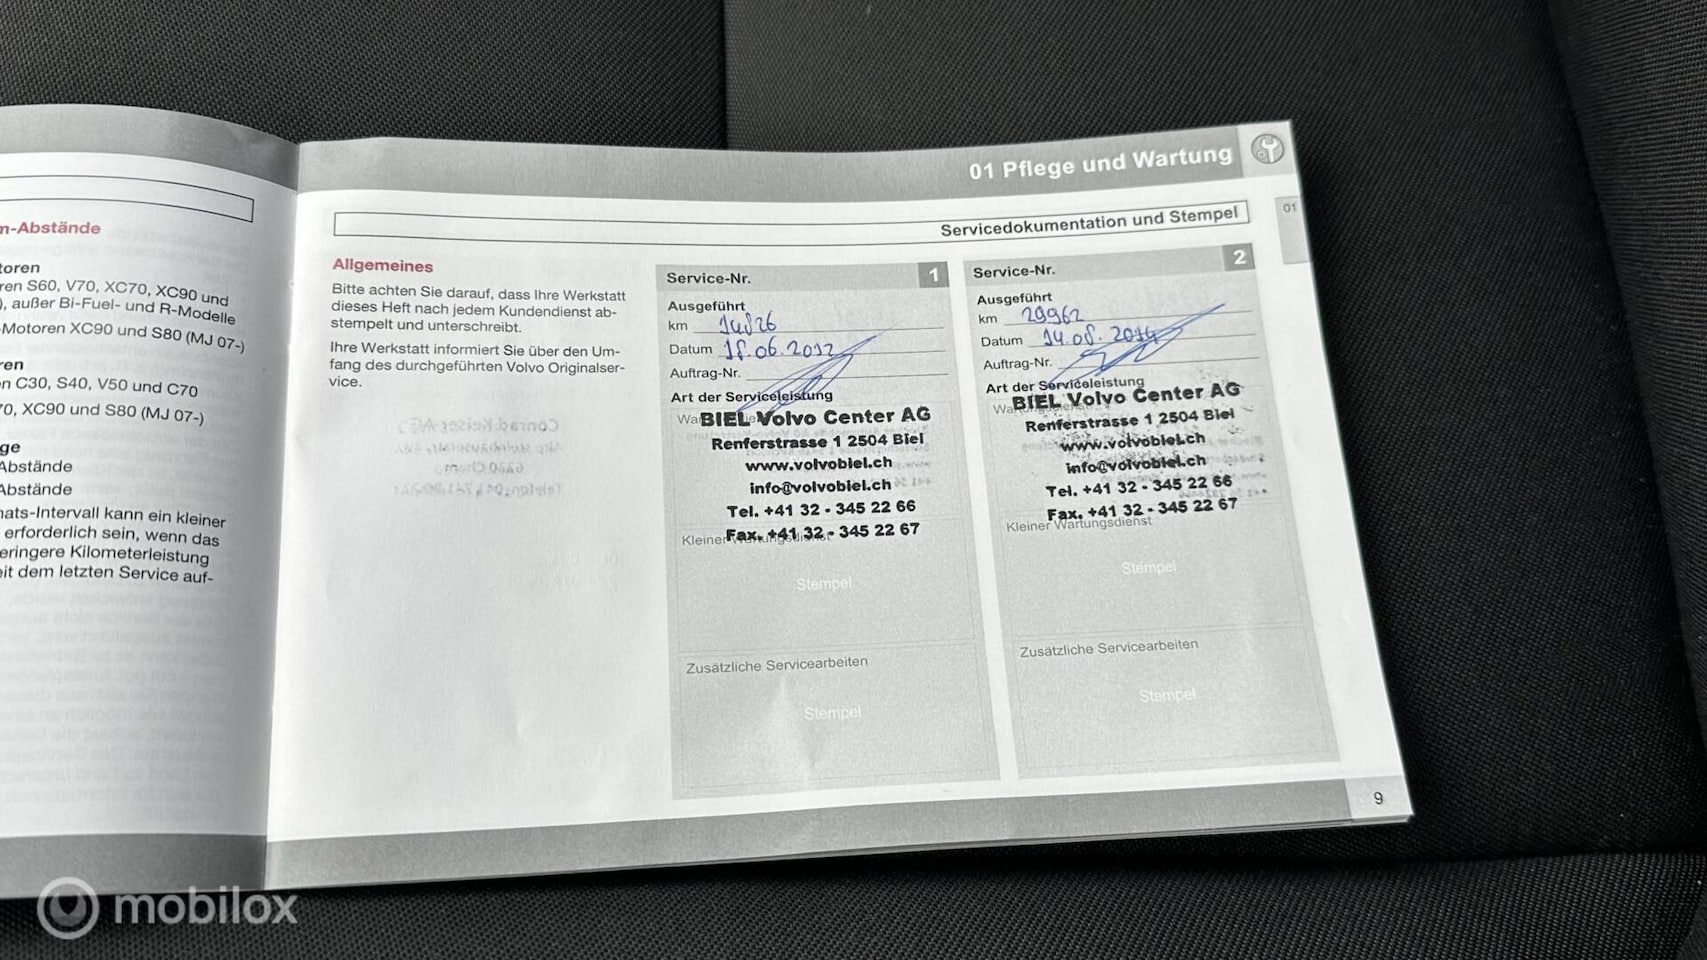 m-Abstände
toren
ren S60, V70, XC70, XC90 und
), außer Bi-Fuel- und R-Modelle
-Motoren XC90 und S80 (MJ 07-)
ren
n C30, S40, V50 und C70
70, XC90 und S80 (MJ 07-)
ge
Abstände
Abstände
nats-Intervall kann ein kleiner
erforderlich sein, wenn das
eringere Kilometerleistung
eit dem letzten Service auf-
01 Pflege und Wartung
01
Servicedokumentation und Stempel
Allgemeines
Bitte achten Sie darauf, dass Ihre Werkstatt
dieses Heft nach jedem Kundendienst ab-
stempelt und unterschreibt.
Ihre Werkstatt informiert Sie über den Um-
fang des durchgeführten Volvo Originalser-
vice.
Service-Nr. 1
Ausgeführt
km 14826
Datum 18.06.2012
Auftrag-Nr.
Art der Serviceleistung
BIEL Volvo Center AG
Renferstrasse 1 2504 Biel
www.volvobiel.ch
info@volvobiel.ch
Tel. +41 32 - 345 22 66
Fax. +41 32 - 345 22 67
Kleiner Wartungsdienst
Stempel
Zusätzliche Servicearbeiten
Stempel
Service-Nr. 2
Ausgeführt
km 29962
Datum 14.08.2014
Auftrag-Nr.
Art der Serviceleistung
BIEL Volvo Center AG
Renferstrasse 1 2504 Biel
www.volvobiel.ch
info@volvobiel.ch
Tel. +41 32 - 345 22 66
Fax. +41 32 - 345 22 67
Kleiner Wartungsdienst
Stempel
Zusätzliche Servicearbeiten
Stempel
9
mobilox